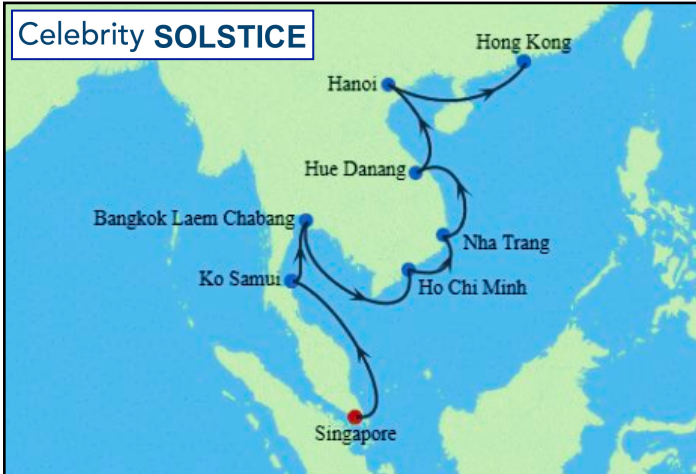 Celebrity SOLSTICE
Hong Kong
Hanoi
Hue Danang
Bangkok Laem Chabang
Nha Trang
Ko Samui
Ho Chi Minh
Singapore